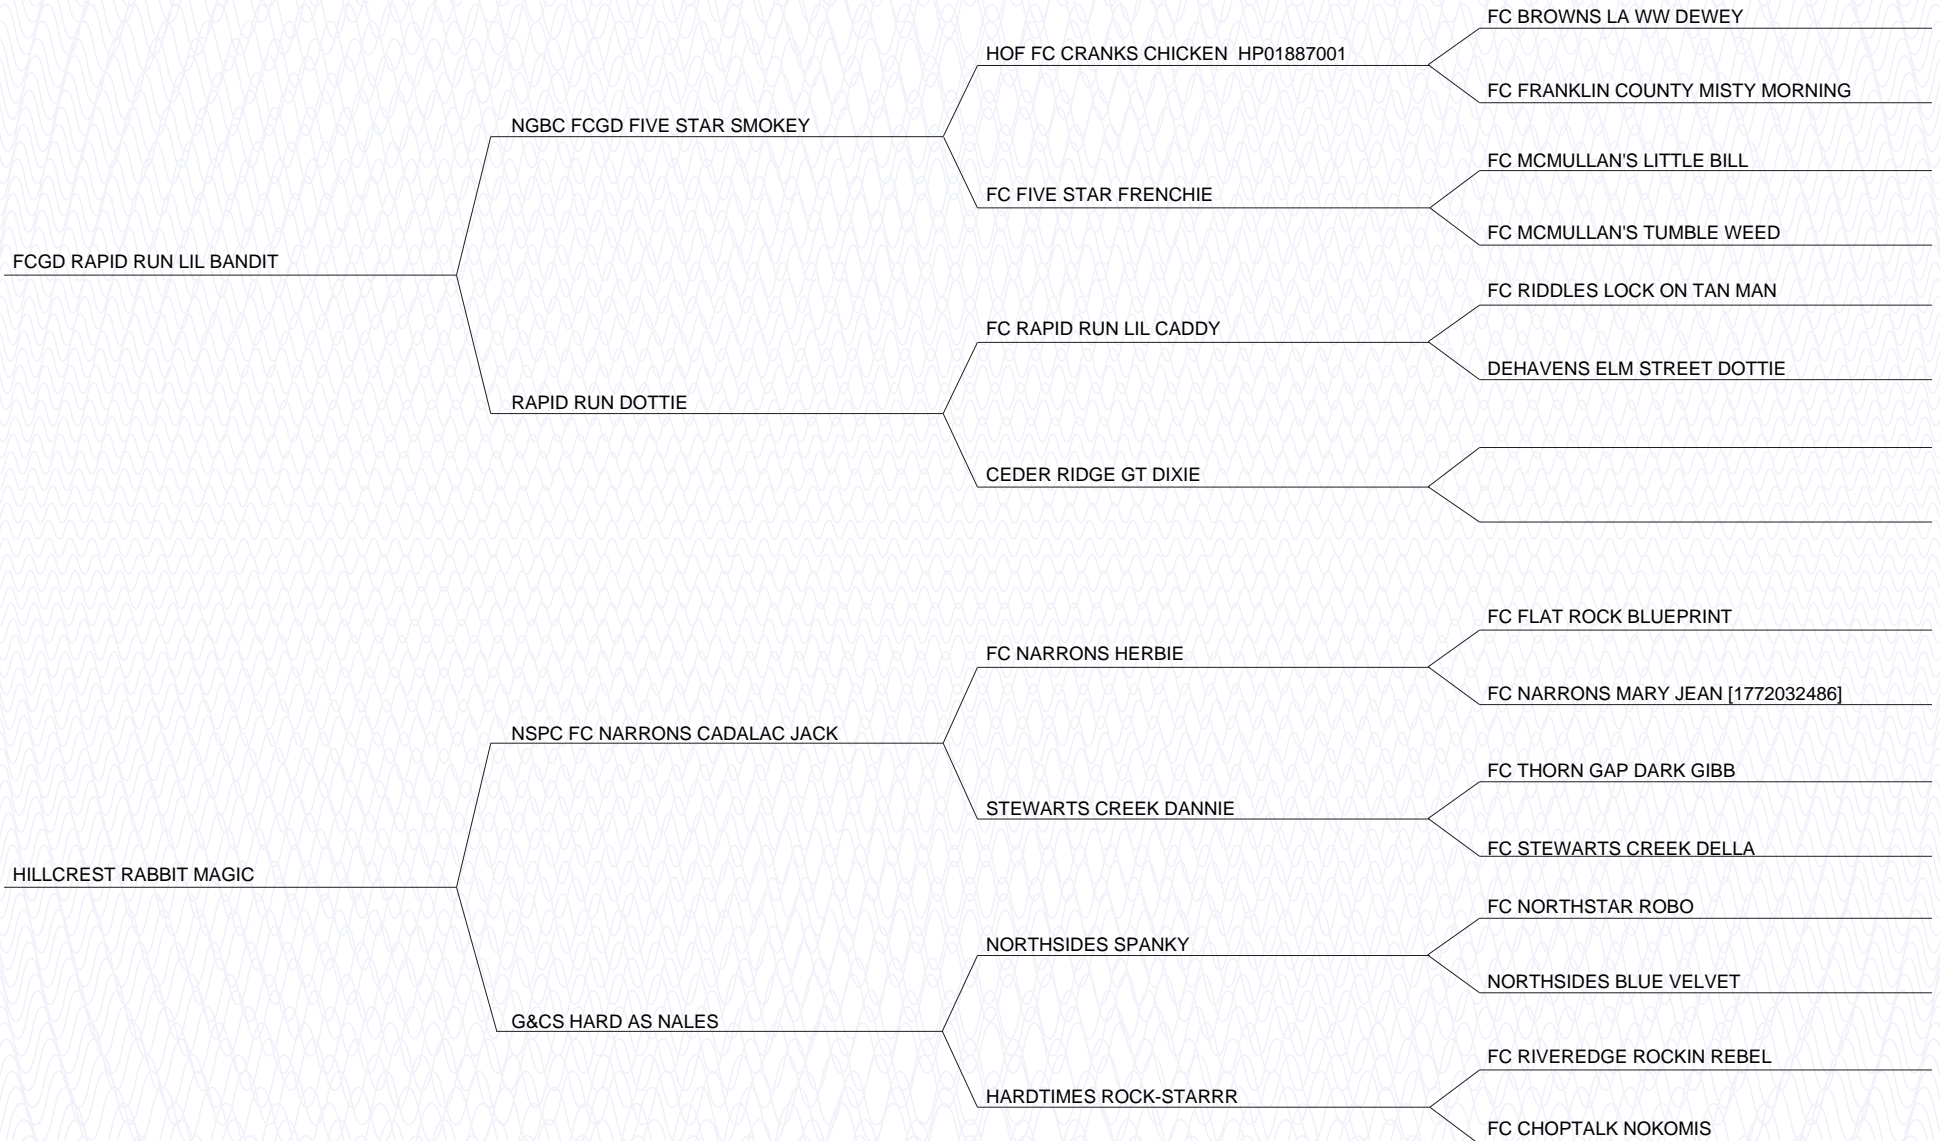 FC BROWNS LA WW DEWEY
HOF FC CRANKS CHICKEN  HP01887001
FC FRANKLIN COUNTY MISTY MORNING
NGBC FCGD FIVE STAR SMOKEY
FC MCMULLAN'S LITTLE BILL
FC FIVE STAR FRENCHIE
FC MCMULLAN'S TUMBLE WEED
FCGD RAPID RUN LIL BANDIT
FC RIDDLES LOCK ON TAN MAN
FC RAPID RUN LIL CADDY
DEHAVENS ELM STREET DOTTIE
RAPID RUN DOTTIE
CEDER RIDGE GT DIXIE
FC FLAT ROCK BLUEPRINT
FC NARRONS HERBIE
FC NARRONS MARY JEAN [1772032486]
NSPC FC NARRONS CADALAC JACK
FC THORN GAP DARK GIBB
STEWARTS CREEK DANNIE
FC STEWARTS CREEK DELLA
HILLCREST RABBIT MAGIC
FC NORTHSTAR ROBO
NORTHSIDES SPANKY
NORTHSIDES BLUE VELVET
G&CS HARD AS NALES
FC RIVEREDGE ROCKIN REBEL
HARDTIMES ROCK-STARRR
FC CHOPTALK NOKOMIS